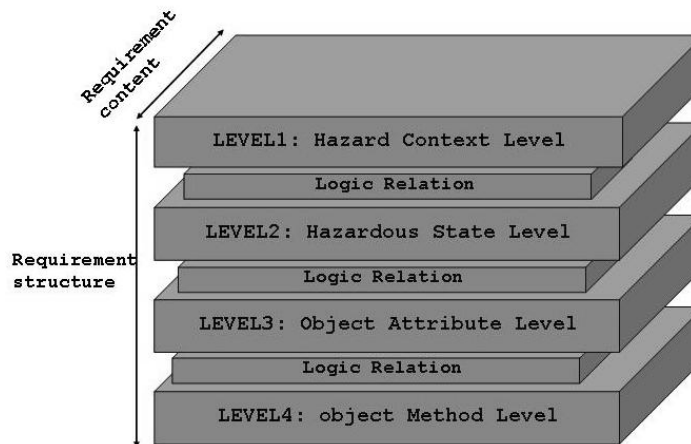 Requirement
content
LEVEL1: Hazard Context Level
Logic Relation
LEVEL2: Hazardous State Level
Requirement
structure
Logic Relation
LEVEL3: Object Attribute Level
Logic Relation
LEVEL4: object Method Level